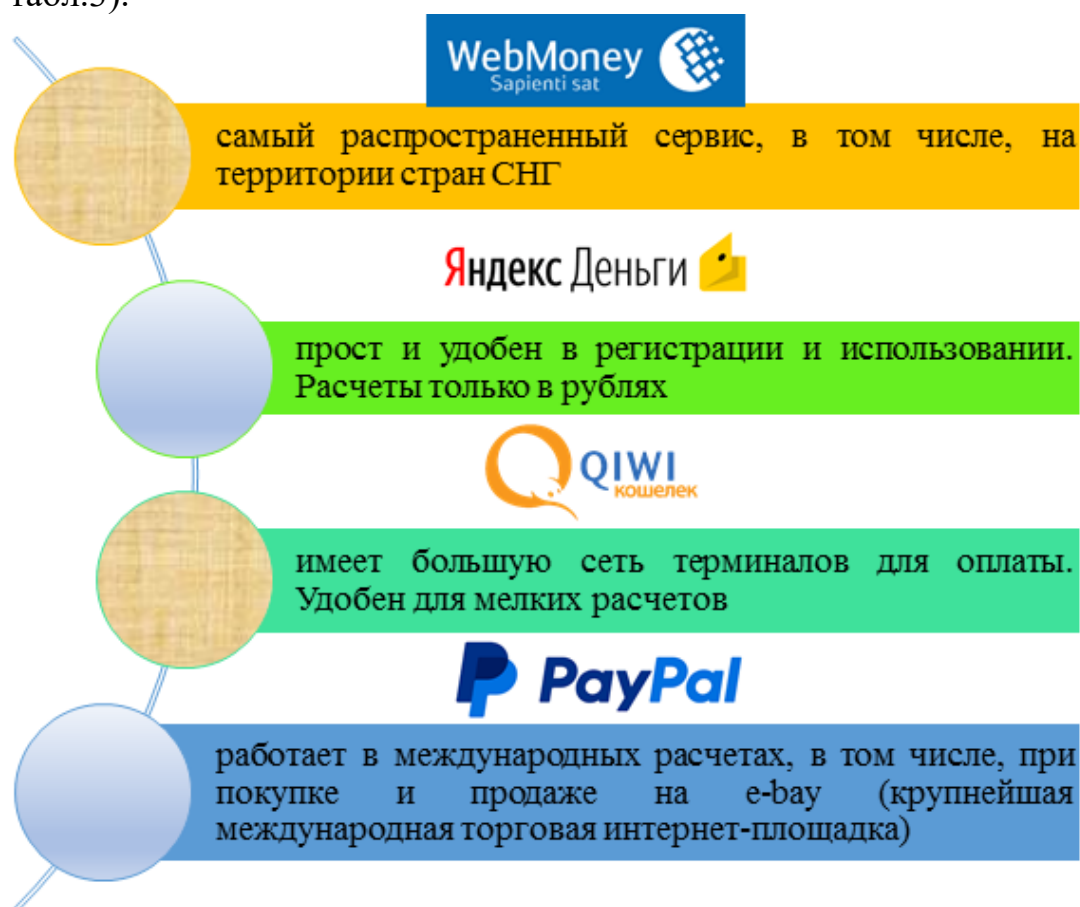 табл.3).
WebMoney
Sapienti sat
самый распространенный сервис, в том числе, на
территории стран СНГ
Яндекс Деньги
прост и удобен в регистрации и использовании.
Расчеты только в рублях
QIWI
кошелек
имеет большую сеть терминалов для оплаты.
Удобен для мелких расчетов
PayPal
работает в международных расчетах, в том числе, при
покупке и продаже на e-bay (крупнейшая
международная торговая интернет-площадка)